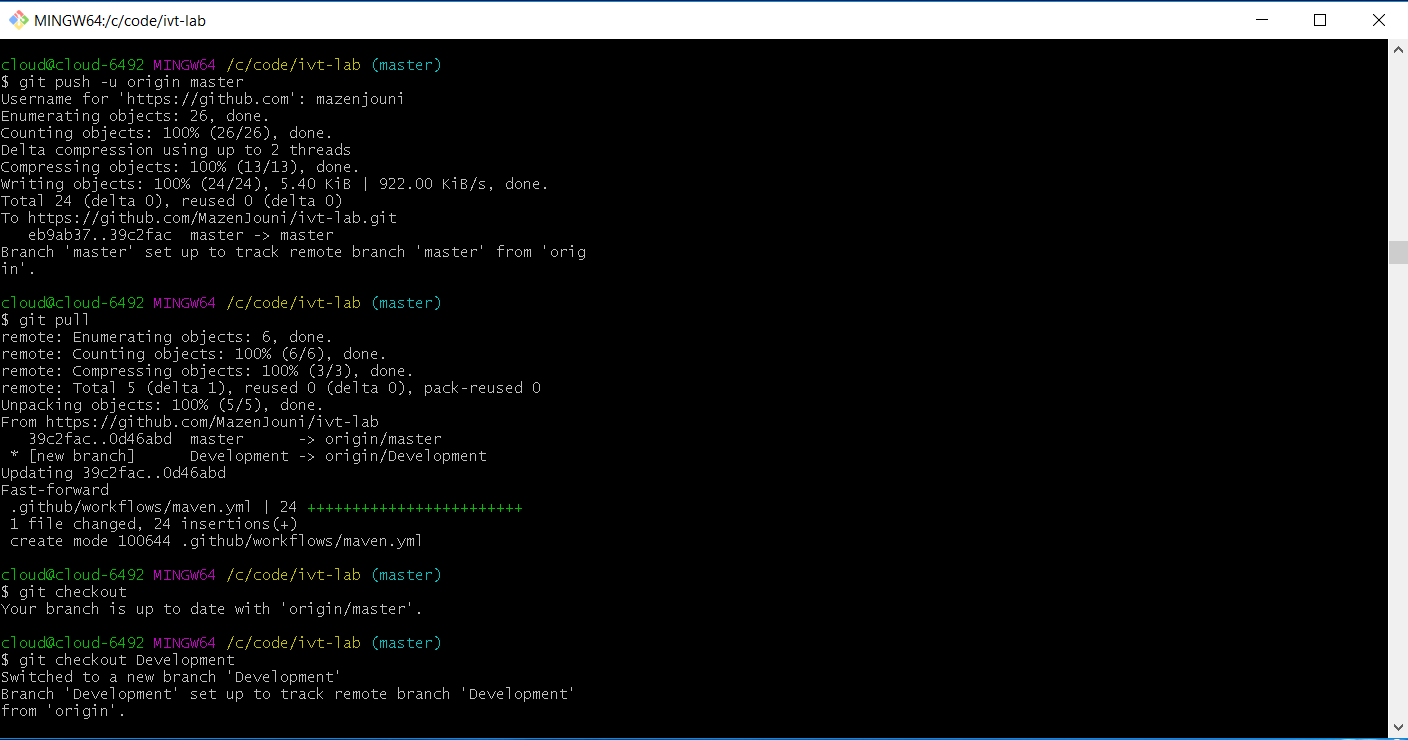 MINGW64:/c/code/ivt-lab
cloud@cloud-6492 MINGW64 /c/code/ivt-lab (master)
$ git push -u origin master
Username for 'https://github.com': mazenjouni
Enumerating objects: 26, done.
Counting objects: 100% (26/26), done.
Delta compression using up to 2 threads
Compressing objects: 100% (13/13), done.
Writing objects: 100% (24/24), 5.40 KiB | 922.00 KiB/s, done.
Total 24 (delta 0), reused 0 (delta 0)
To https://github.com/MazenJouni/ivt-lab.git
   eb9ab37..39c2fac  master -> master
Branch 'master' set up to track remote branch 'master' from 'orig
in'.
cloud@cloud-6492 MINGW64 /c/code/ivt-lab (master)
$ git pull
remote: Enumerating objects: 6, done.
remote: Counting objects: 100% (6/6), done.
remote: Compressing objects: 100% (3/3), done.
remote: Total 5 (delta 1), reused 0 (delta 0), pack-reused 0
Unpacking objects: 100% (5/5), done.
From https://github.com/MazenJouni/ivt-lab
   39c2fac..0d46abd  master      -> origin/master
 * [new branch]      Development -> origin/Development
Updating 39c2fac..0d46abd
Fast-forward
 .github/workflows/maven.yml | 24 ++++++++++++++++++++++++
 1 file changed, 24 insertions(+)
 create mode 100644 .github/workflows/maven.yml
cloud@cloud-6492 MINGW64 /c/code/ivt-lab (master)
$ git checkout
Your branch is up to date with 'origin/master'.
cloud@cloud-6492 MINGW64 /c/code/ivt-lab (master)
$ git checkout Development
Switched to a new branch 'Development'
Branch 'Development' set up to track remote branch 'Development'
from 'origin'.